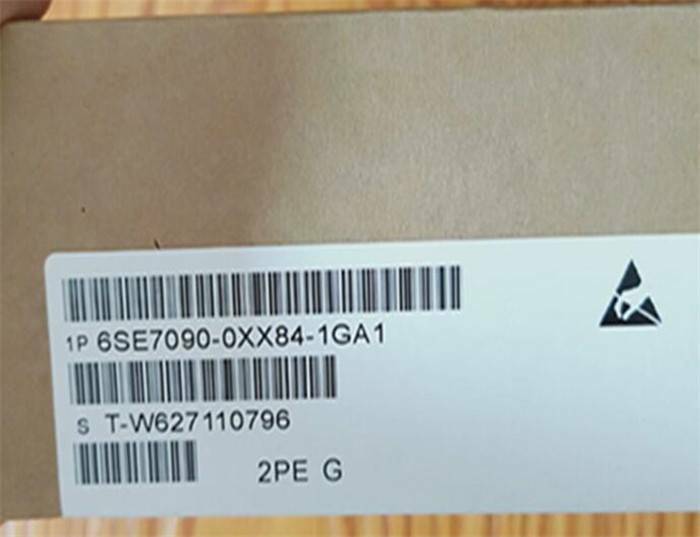 1P 6SE7090-0XX84-1GA1
S T-W627110796
2PE G